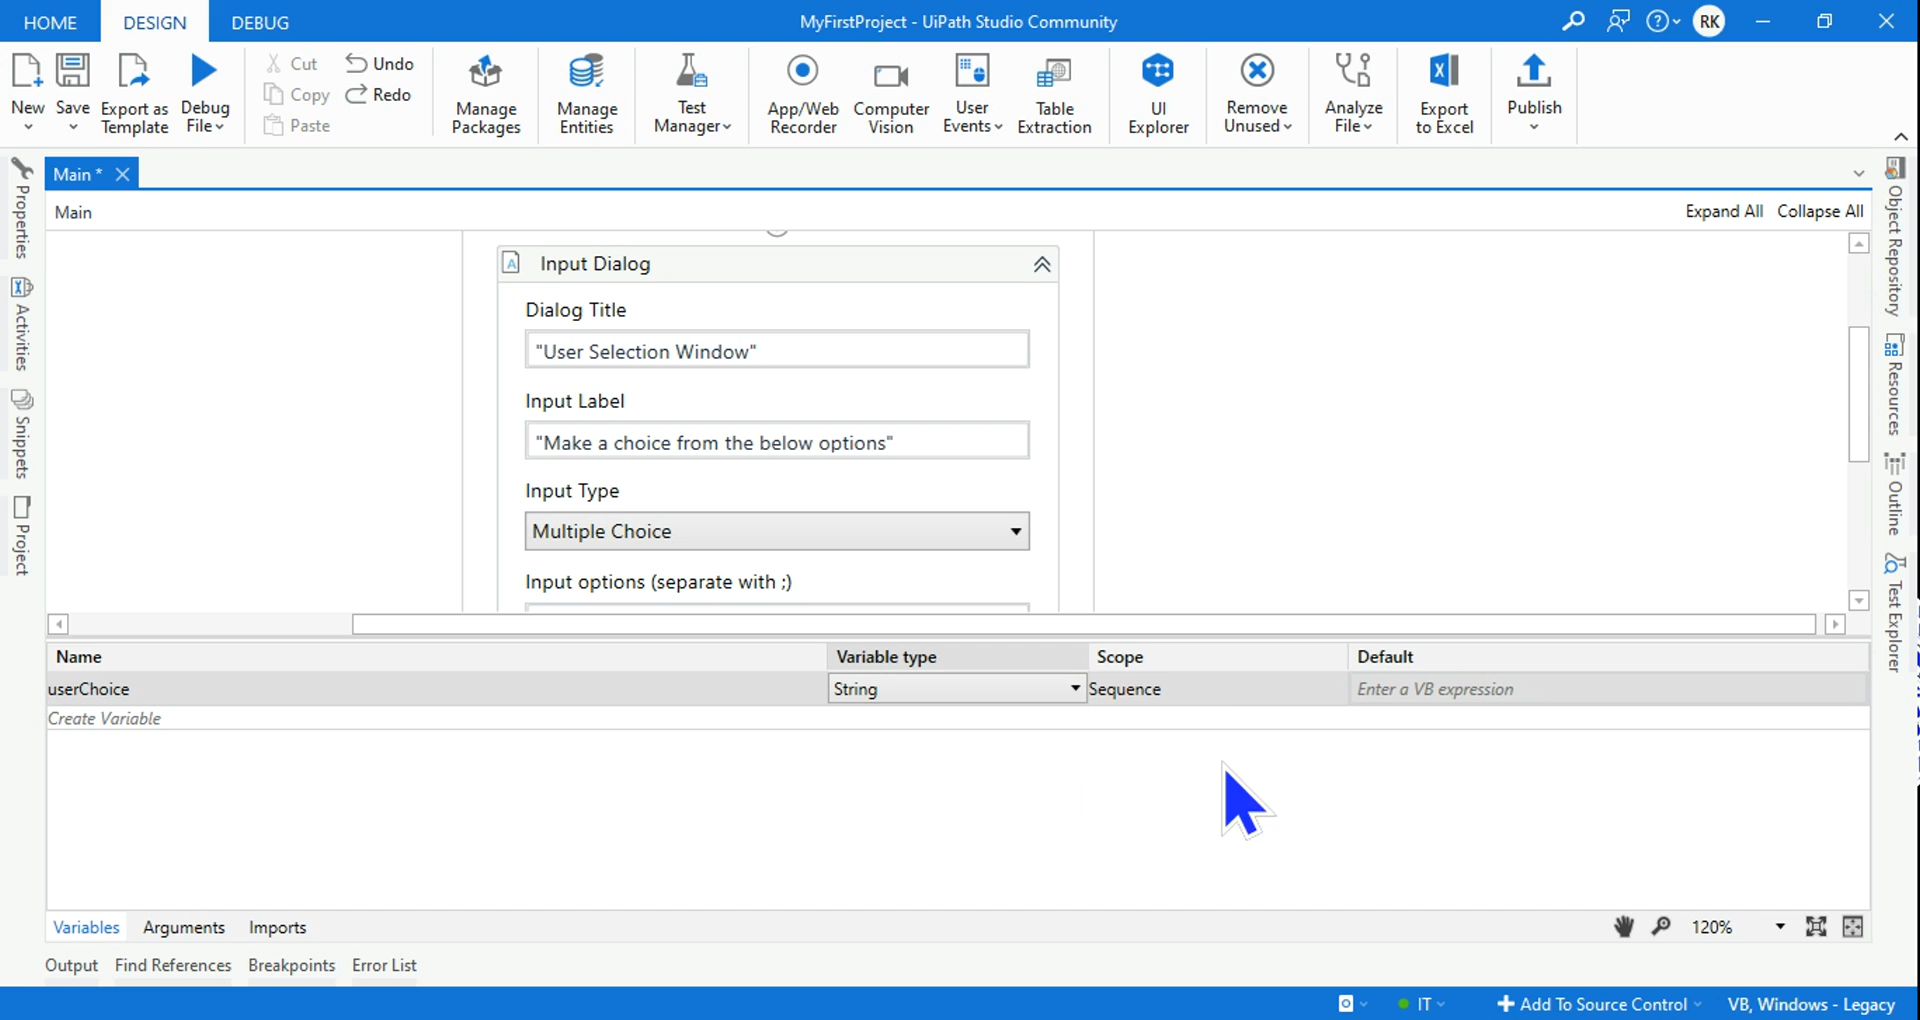 HOME DESIGN DEBUG MyFirstProject - UiPath Studio Community RK
New Save Export as Template Debug File
Cut Undo
Copy Redo
Paste
Manage Packages Manage Entities Test Manager App/Web Recorder Computer Vision User Events Table Extraction UI Explorer Remove Unused Analyze File Export to Excel Publish
Main *
Main Expand All Collapse All
Properties
Activities
Snippets
Project
Input Dialog
Dialog Title
"User Selection Window"
Input Label
"Make a choice from the below options"
Input Type
Multiple Choice
Input options (separate with ;)
Object Repository
Resources
Outline
Test Explorer
Name Variable type Scope Default
userChoice String Sequence Enter a VB expression
Create Variable
Variables Arguments Imports 120%
Output Find References Breakpoints Error List
IT Add To Source Control VB, Windows - Legacy